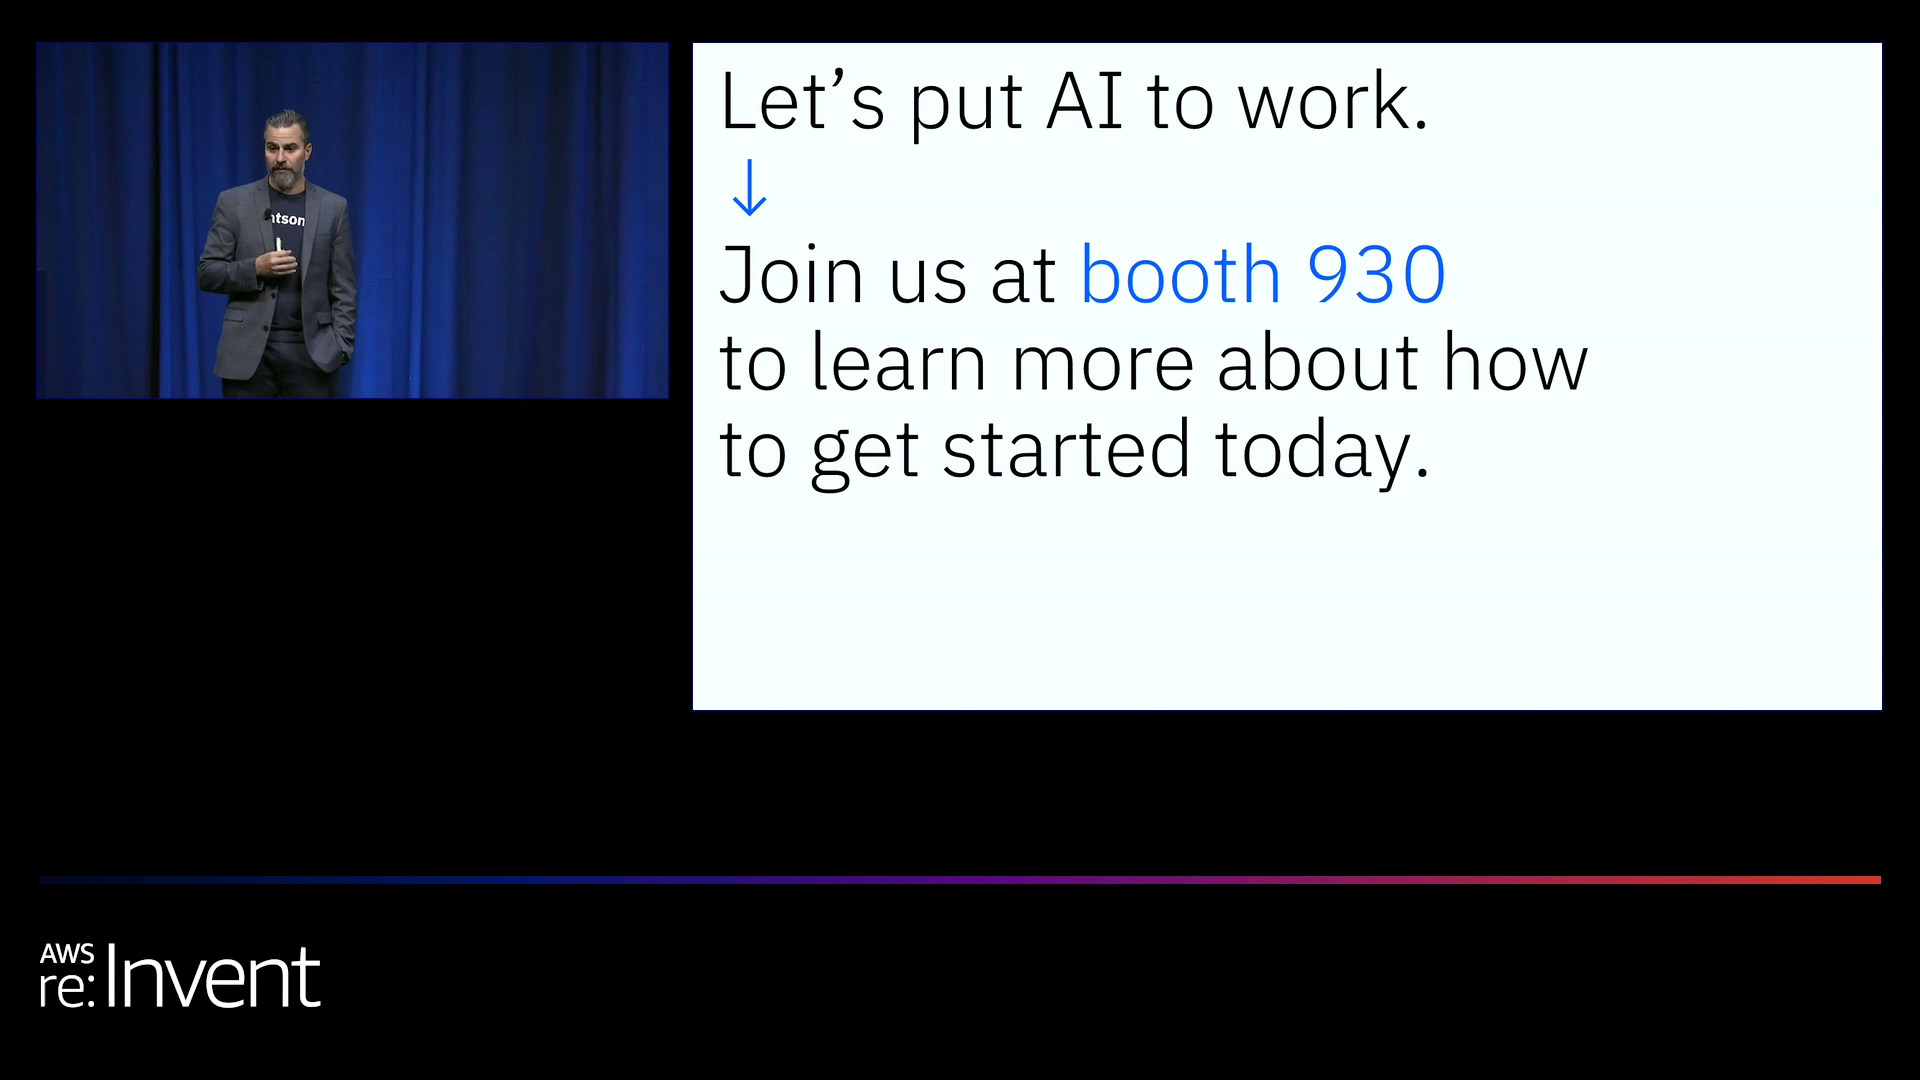 Let’s put AI to work.
↓
Join us at booth 930
to learn more about how
to get started today.
atson
AWS
re:Invent